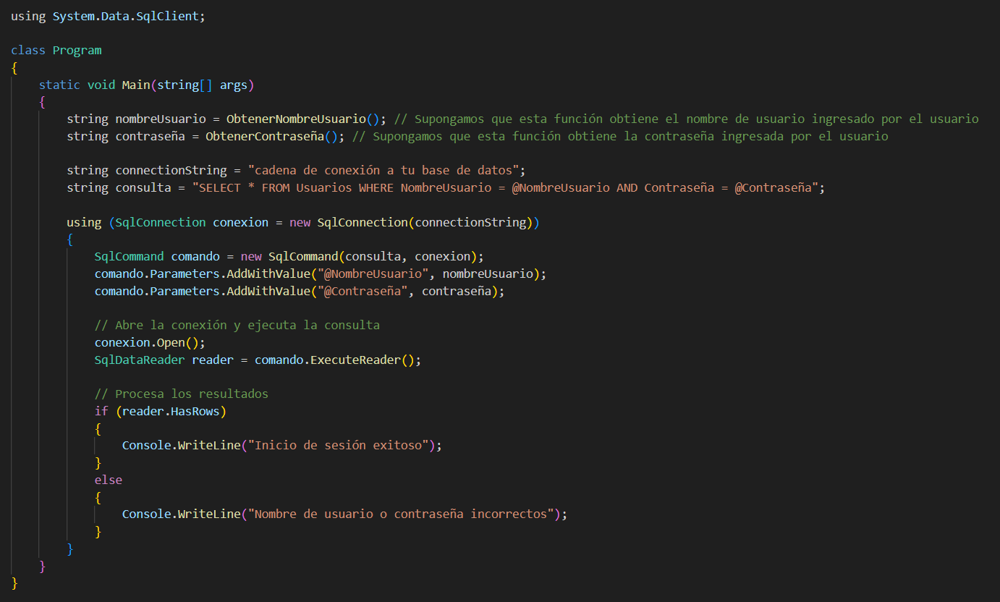 using System.Data.SqlClient;
class Program
{
static void Main(string[] args)
{
string nombreUsuario = ObtenerNombreUsuario(); // Supongamos que esta función obtiene el nombre de usuario ingresado por el usuario
string contraseña = ObtenerContraseña(); // Supongamos que esta función obtiene la contraseña ingresada por el usuario
string connectionString = "cadena de conexión a tu base de datos";
string consulta = "SELECT * FROM Usuarios WHERE NombreUsuario = @NombreUsuario AND Contraseña = @Contraseña";
using (SqlConnection conexion = new SqlConnection(connectionString))
{
SqlCommand comando = new SqlCommand(consulta, conexion);
comando.Parameters.AddWithValue("@NombreUsuario", nombreUsuario);
comando.Parameters.AddWithValue("@Contraseña", contraseña);
// Abre la conexión y ejecuta la consulta
conexion.Open();
SqlDataReader reader = comando.ExecuteReader();
// Procesa los resultados
if (reader.HasRows)
{
Console.WriteLine("Inicio de sesión exitoso");
}
else
{
Console.WriteLine("Nombre de usuario o contraseña incorrectos");
}
}
}
}